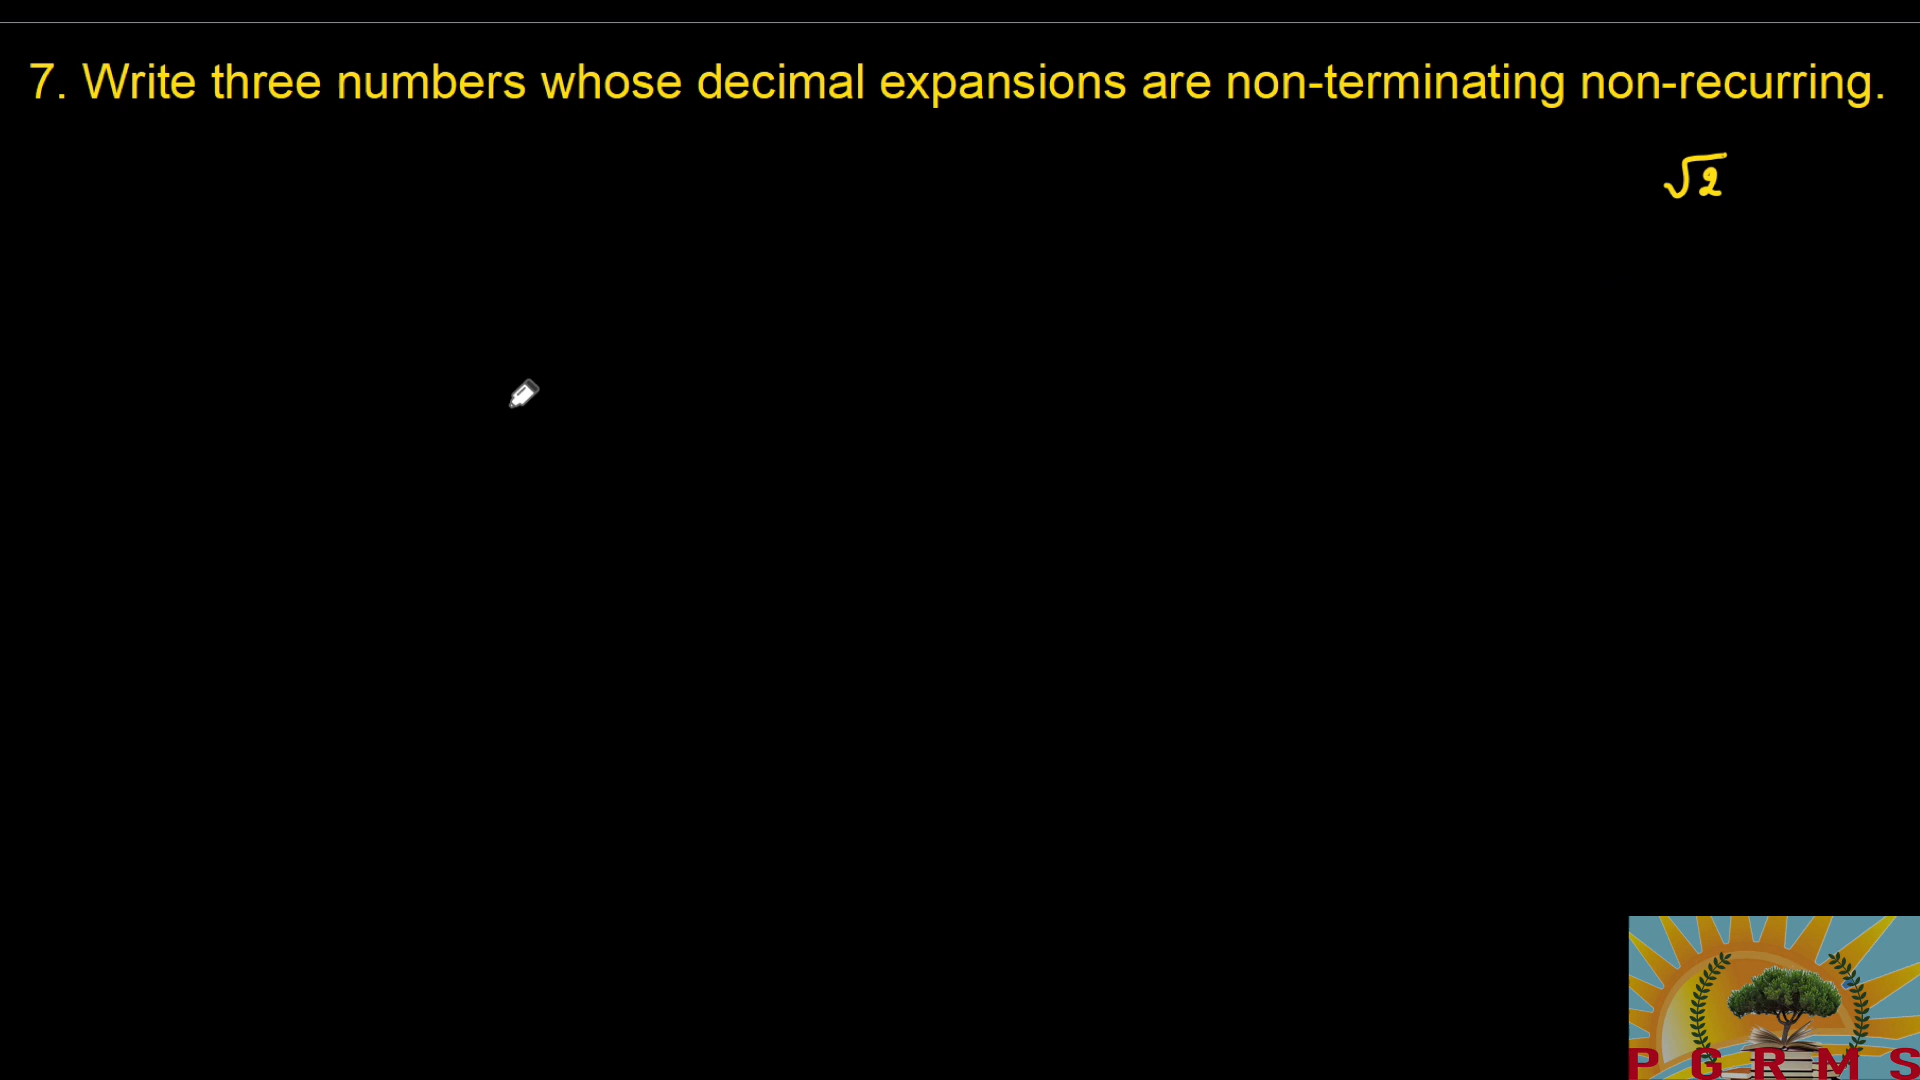 7. Write three numbers whose decimal expansions are non-terminating non-recurring.
√2
P G R M S